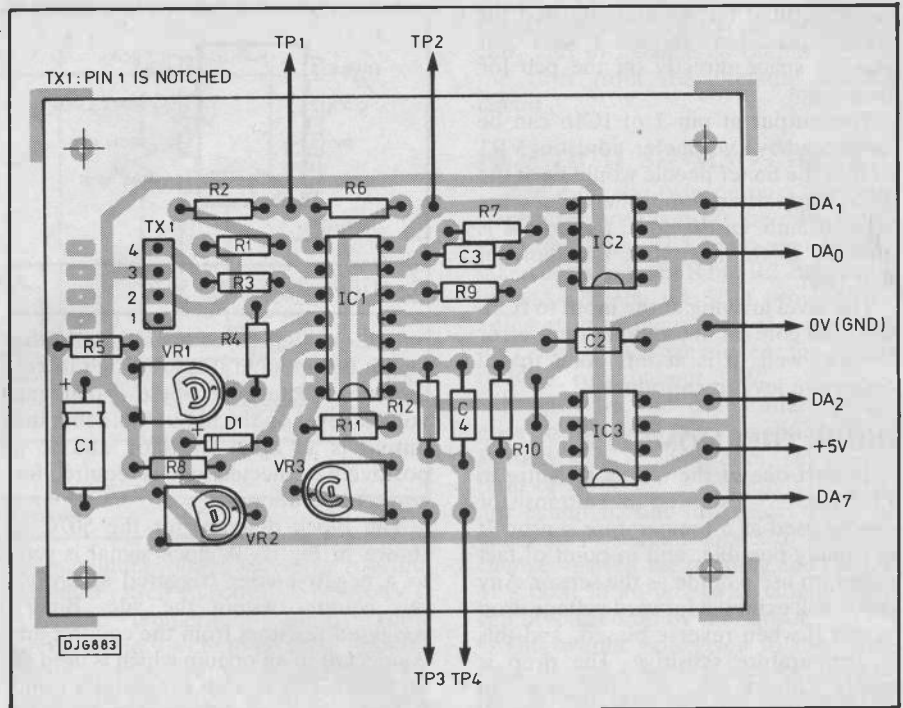 TP1 TP2
TX1: PIN 1 IS NOTCHED
R2 R6
DA1
R7
TX1
R1 C3 IC2
4
DA0
3
R3 R9
2
IC1
1
0V (GND)
R4 C2
R5
VR1
+
R12
DA2
C4
D1 R11 IC3
+
C1 R10
+5V
R8 VR3
DA7
VR2
DJG883
TP3 TP4